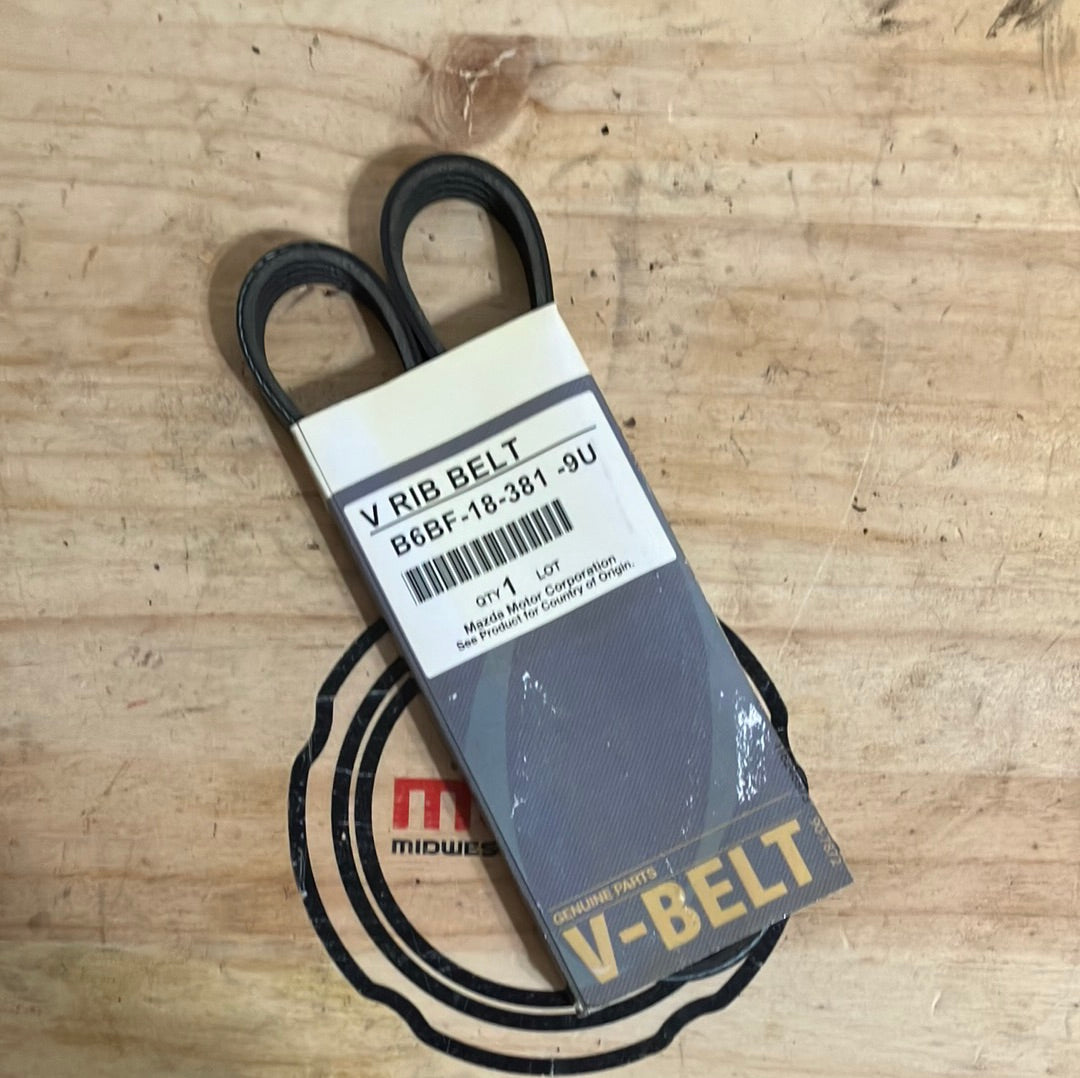 V RIB BELT
B6BF-18-381 -9U
QTY 1 LOT
Mazda Motor Corporation
See Product for Country of Origin.
MIDWES
GENUINE PARTS
V-BELT